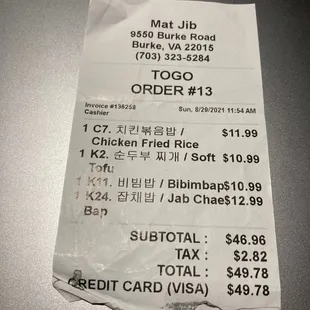 Mat Jib
9550 Burke Road
Burke, VA 22015
(703) 323-5284
TOGO
ORDER #13
Invoice #136258 Sun, 8/29/2021 11:54 AM
Cashier
1 C7. 치킨볶음밥 / $11.99
Chicken Fried Rice
1 K2. 순두부 찌개 / Soft $10.99
Tofu
1 K11. 비빔밥 / Bibimbap $10.99
1 K24. 잡채밥 / Jab Chae $12.99
Bap
SUBTOTAL : $46.96
TAX : $2.82
TOTAL : $49.78
REDIT CARD (VISA) $49.78